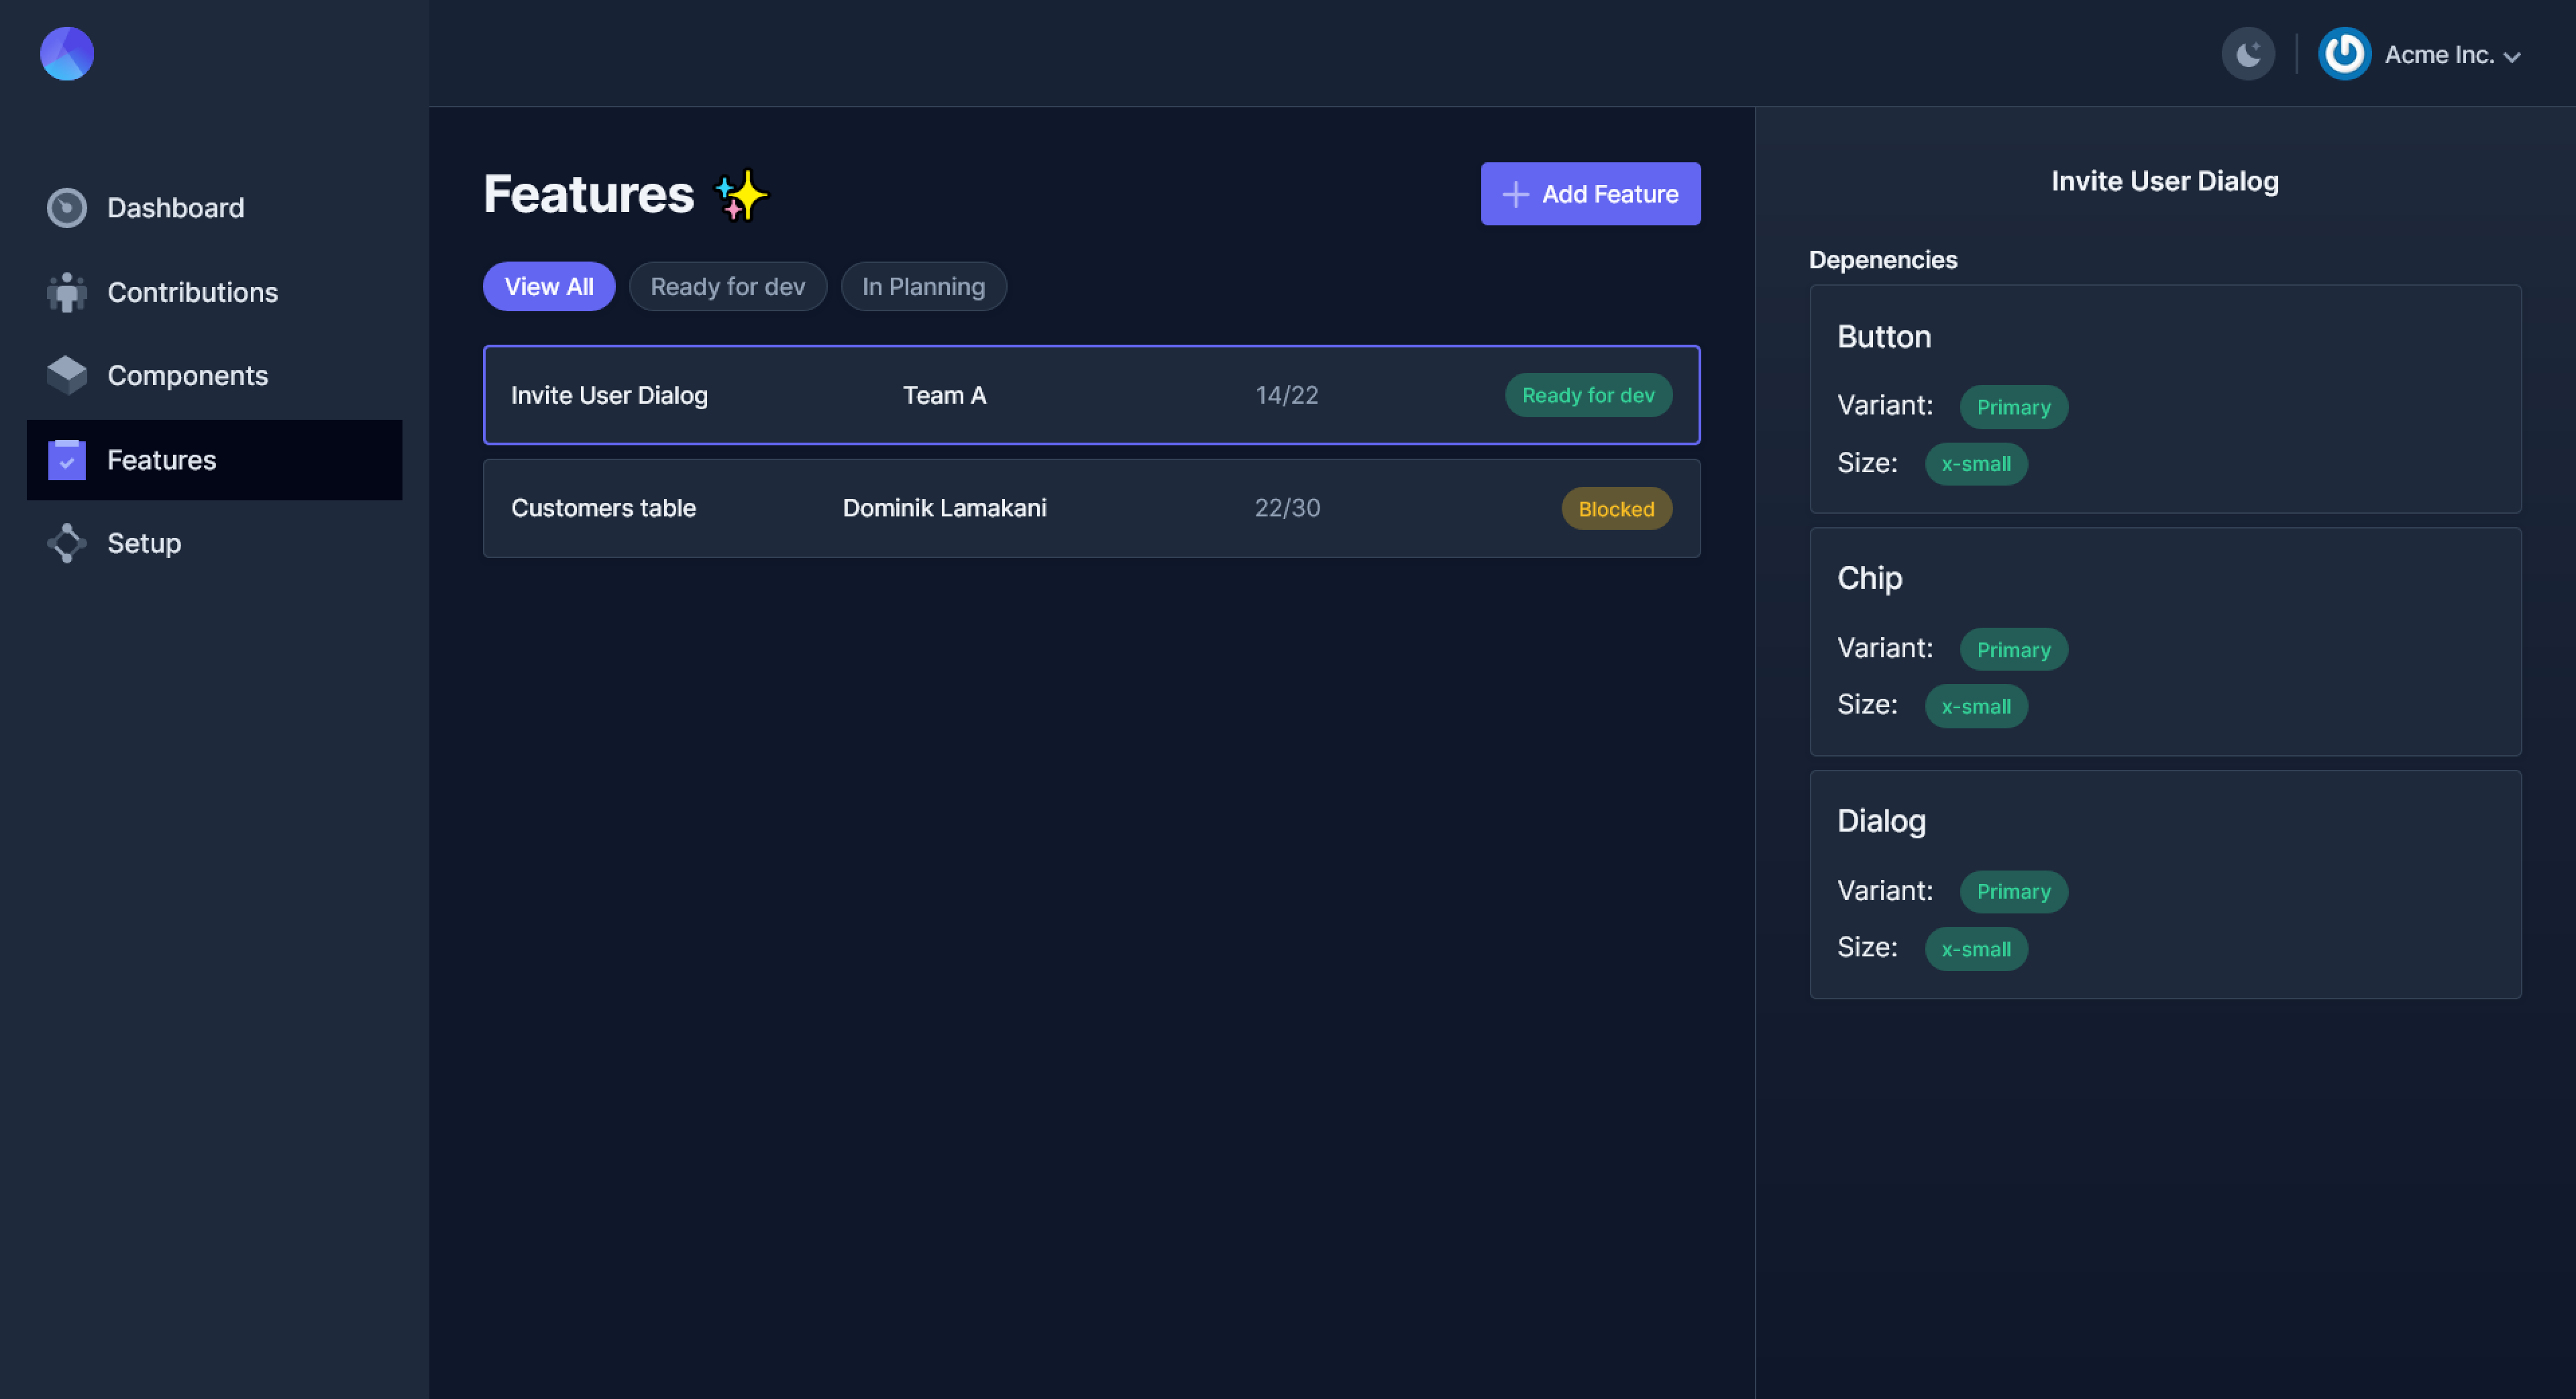 Acme Inc.
Dashboard
Contributions
Components
Features
Setup
Features ✨
Add Feature
View All Ready for dev In Planning
Invite User Dialog Team A 14/22 Ready for dev
Customers table Dominik Lamakani 22/30 Blocked
Invite User Dialog
Depenencies
Button
Variant: Primary
Size: x-small
Chip
Variant: Primary
Size: x-small
Dialog
Variant: Primary
Size: x-small